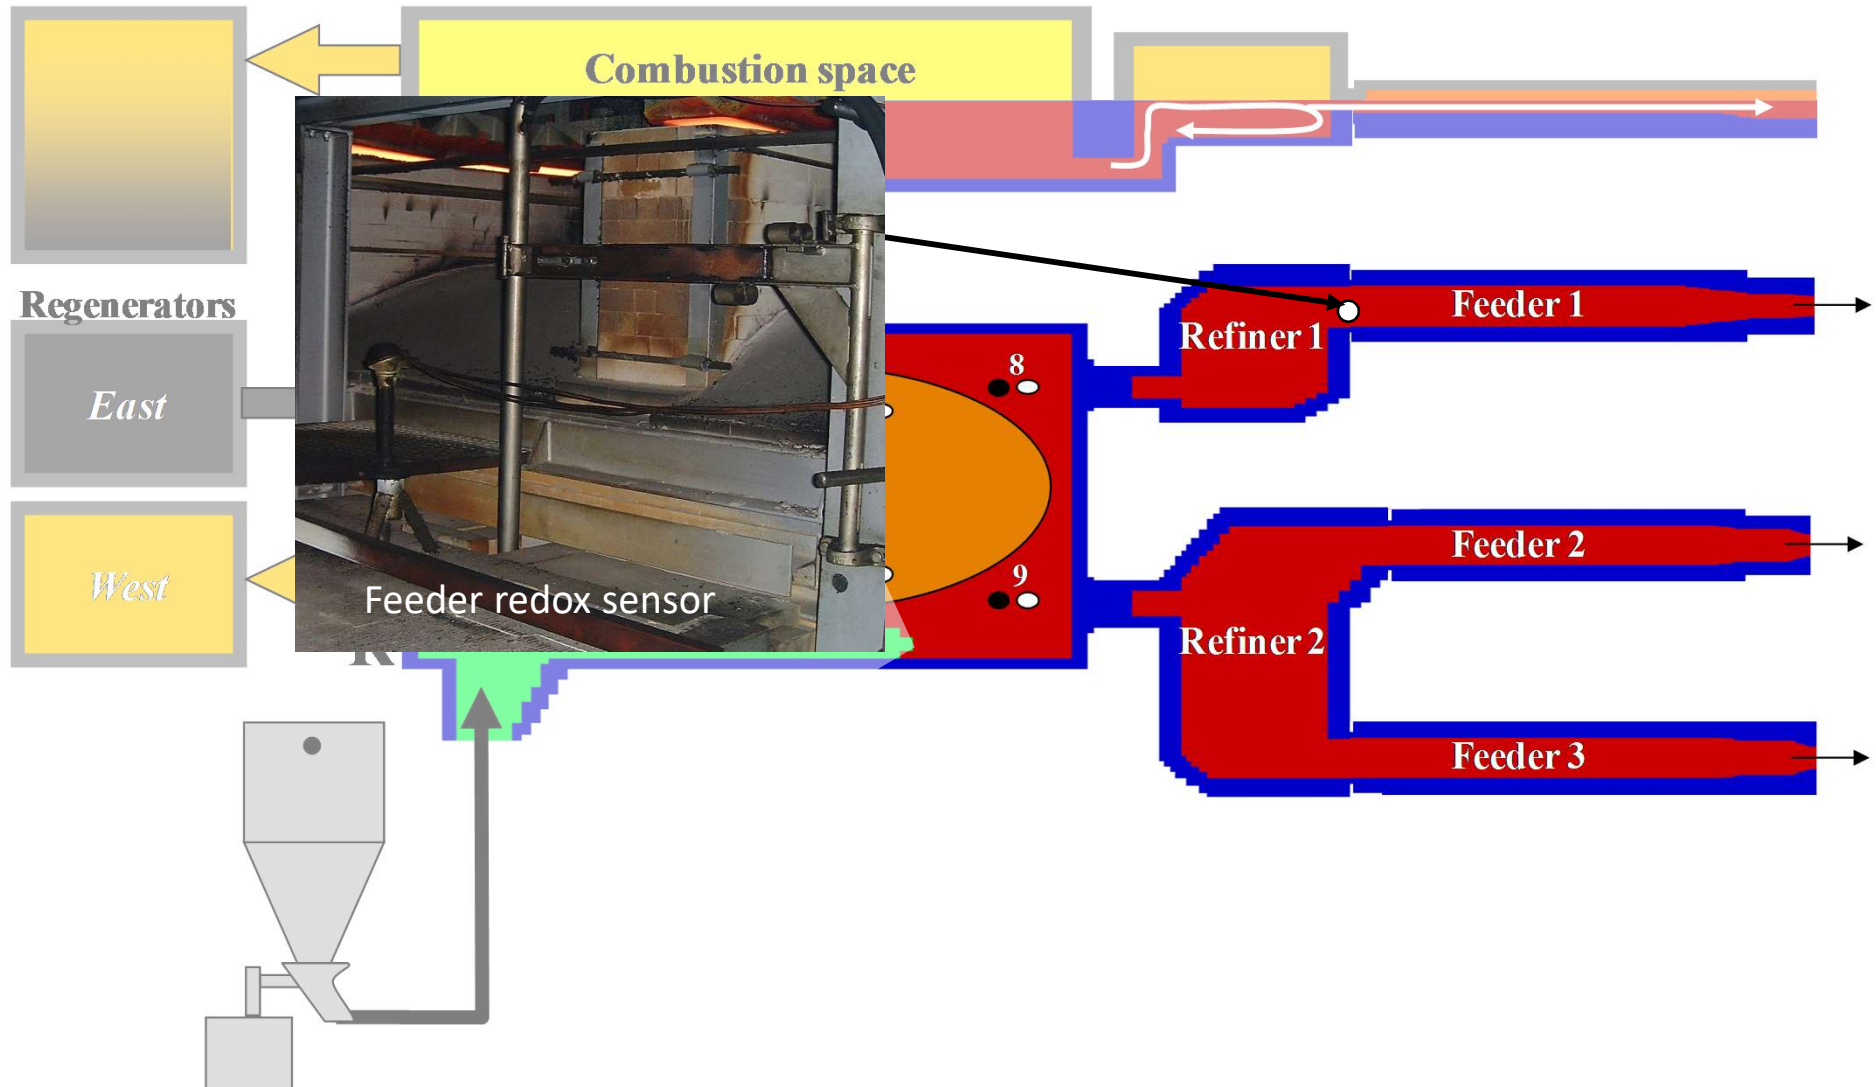 Combustion space
Regenerators
East
West
Feeder redox sensor
8
9
Refiner 1
Feeder 1
Feeder 2
Refiner 2
Feeder 3